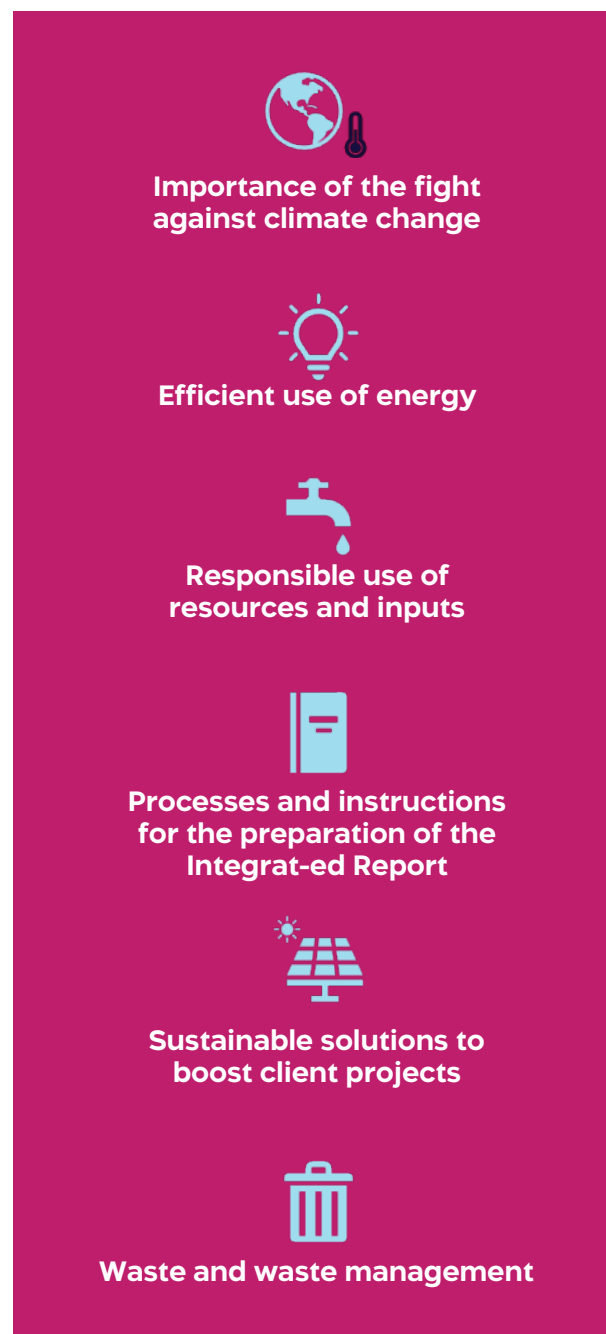 Importance of the fight
against climate change
Efficient use of energy
Responsible use of
resources and inputs
Processes and instructions
for the preparation of the
Integrat-ed Report
Sustainable solutions to
boost client projects
Waste and waste management